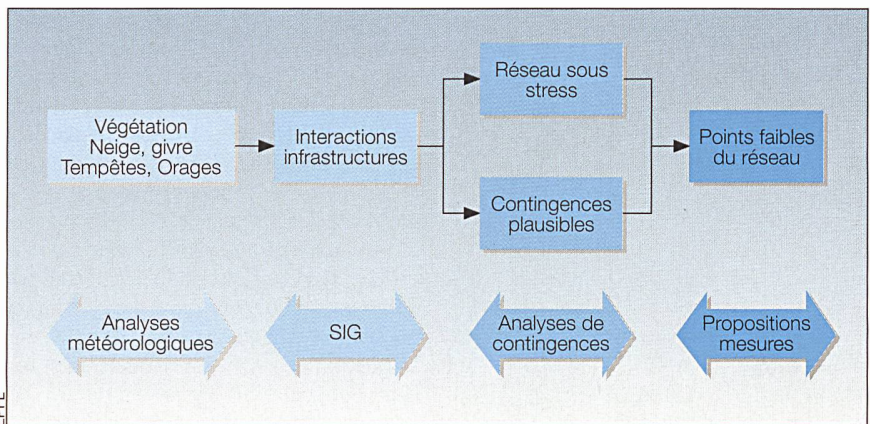 Végétation
Neige, givre
Tempêtes, Orages
Interactions
infrastructures
Réseau sous
stress
Contingences
plausibles
Points faibles
du réseau
Analyses
météorologiques
SIG
Analyses de
contingences
Propositions
mesures